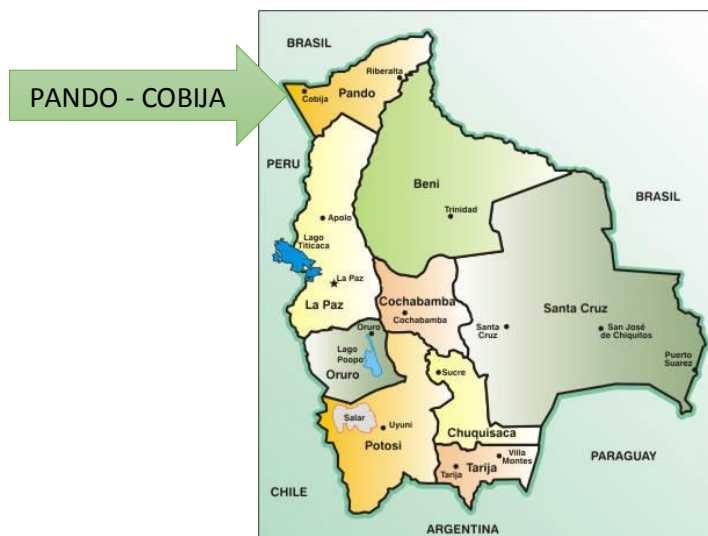 BRASIL
Riberalta
PANDO - COBIJA
Cobija
Pando
PERU
Beni
BRASIL
Trinidad
Apolo
Lago
Titicaca
La Paz
La Paz
Cochabamba
Cochabamba
Santa Cruz
Santa
Cruz
San José
de Chiquitos
Oruro
Lago
Poopo
Oruro
Puerto
Suarez
Sucre
Salar
Uyuni
Potosi
Chuquisaca
Villa
Montes
Tarija
Tarija
PARAGUAY
CHILE
ARGENTINA